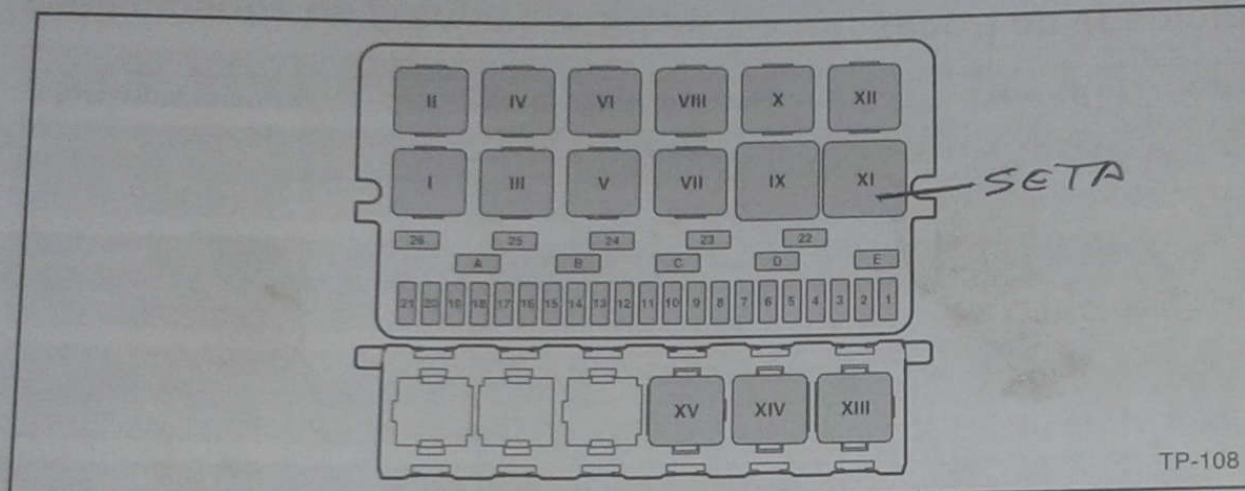 II IV VI VIII X XII
I III V VII IX XI SETA
26 25 24 23 22
A B C D E
21 20 19 18 17 16 15 14 13 12 11 10 9 8 7 6 5 4 3 2 1
XV XIV XIII
TP-108